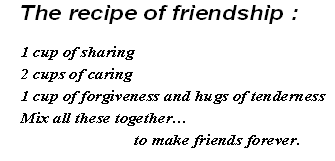 The recipe of friendship :
1 cup of sharing
2 cups of caring
1 cup of forgiveness and hugs of tenderness
Mix all these together...
to make friends forever.